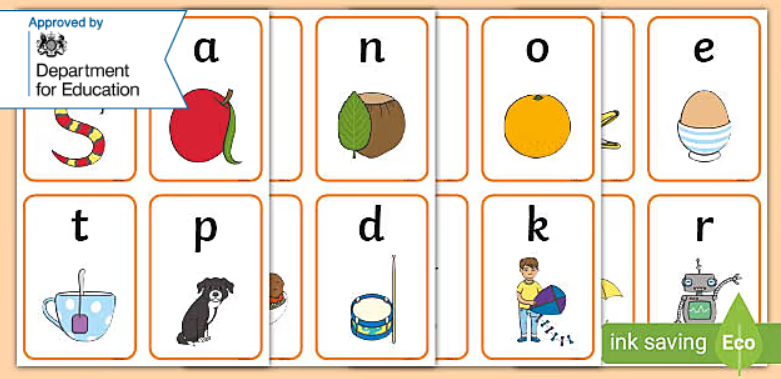 Approved by
Department
for Education
a
n
o
e
t
p
d
k
r
ink saving
Eco